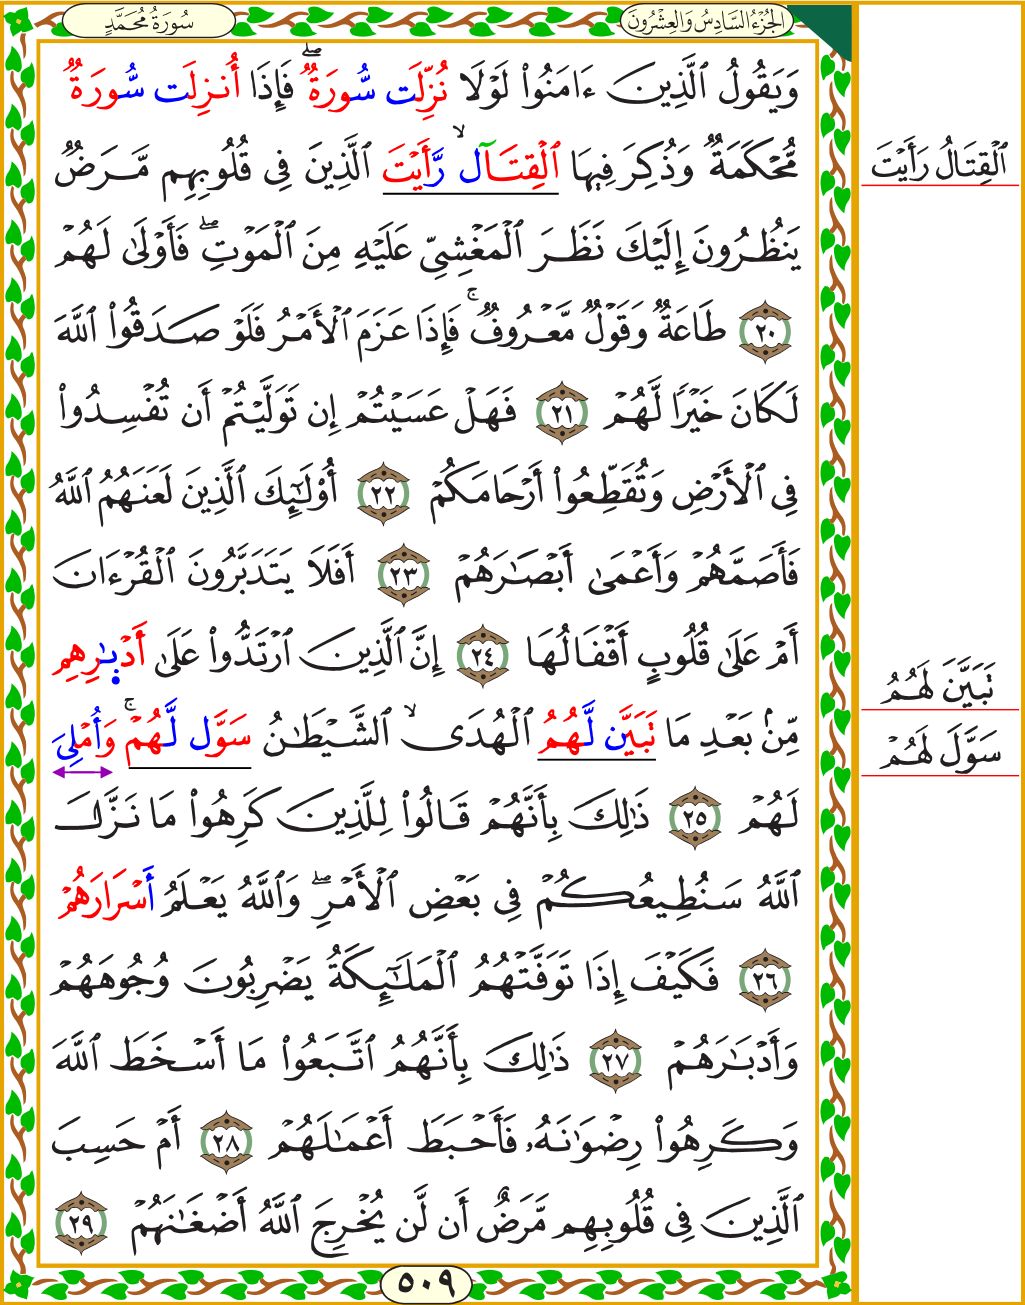 سُورَةُ مُحَمَّدٍ
الجُزْءُ السَّادِسُ وَالعِشْرُونَ
وَيَقُولُ ٱلَّذِينَ ءَامَنُوا۟ لَوْلَا نُزِّلَت سُّورَةٌ ۖ فَإِذَآ أُنزِلَت سُّورَةٌ
مُّحْكَمَةٌ وَذُكِرَ فِيهَا ٱلْقِتَآل ۙ رَّأَيْتَ ٱلَّذِينَ فِى قُلُوبِهِم مَّرَضٌ
يَنظُرُونَ إِلَيْكَ نَظَرَ ٱلْمَغْشِىِّ عَلَيْهِ مِنَ ٱلْمَوْتِ ۖ فَأَوْلَىٰ لَهُمْ
٢٠ طَاعَةٌ وَقَوْلٌ مَّعْرُوفٌ ۚ فَإِذَا عَزَمَ ٱلْأَمْرُ فَلَوْ صَدَقُوا۟ ٱللَّهَ
لَكَانَ خَيْرًا لَّهُمْ ٢١ فَهَلْ عَسَيْتُمْ إِن تَوَلَّيْتُمْ أَن تُفْسِدُوا۟
فِى ٱلْأَرْضِ وَتُقَطِّعُوٓا۟ أَرْحَامَكُمْ ٢٢ أُو۟لَٰٓئِكَ ٱلَّذِينَ لَعَنَهُمُ ٱللَّهُ
فَأَصَمَّهُمْ وَأَعْمَىٰٓ أَبْصَٰرَهُمْ ٢٣ أَفَلَا يَتَدَبَّرُونَ ٱلْقُرْءَانَ
أَمْ عَلَىٰ قُلُوبٍ أَقْفَالُهَآ ٢٤ إِنَّ ٱلَّذِينَ ٱرْتَدُّوا۟ عَلَىٰٓ أَدْبَٰرِهِم
مِّنۢ بَعْدِ مَا تَبَيَّن لَّهُمُ ٱلْهُدَى ۙ ٱلشَّيْطَٰنُ سَوَّل لَّهُمْ ۚ وَأُمْلِىَ
لَهُمْ ٢٥ ذَٰلِكَ بِأَنَّهُمْ قَالُوا۟ لِلَّذِينَ كَرِهُوا۟ مَا نَزَّلَ
ٱللَّهُ سَنُطِيعُكُمْ فِى بَعْضِ ٱلْأَمْرِ ۖ وَٱللَّهُ يَعْلَمُ أَسْرَارَهُمْ
٢٦ فَكَيْفَ إِذَا تَوَفَّتْهُمُ ٱلْمَلَٰٓئِكَةُ يَضْرِبُونَ وُجُوهَهُمْ
وَأَدْبَٰرَهُمْ ٢٧ ذَٰلِكَ بِأَنَّهُمُ ٱتَّبَعُوا۟ مَآ أَسْخَطَ ٱللَّهَ
وَكَرِهُوا۟ رِضْوَٰنَهُۥ فَأَحْبَطَ أَعْمَٰلَهُمْ ٢٨ أَمْ حَسِبَ
ٱلَّذِينَ فِى قُلُوبِهِم مَّرَضٌ أَن لَّن يُخْرِجَ ٱللَّهُ أَضْغَٰنَهُمْ ٢٩
٥٠٩
ٱلْقِتَالُ رَأَيْتَ
تَبَيَّنَ لَهُمُ
سَوَّلَ لَهُمْ